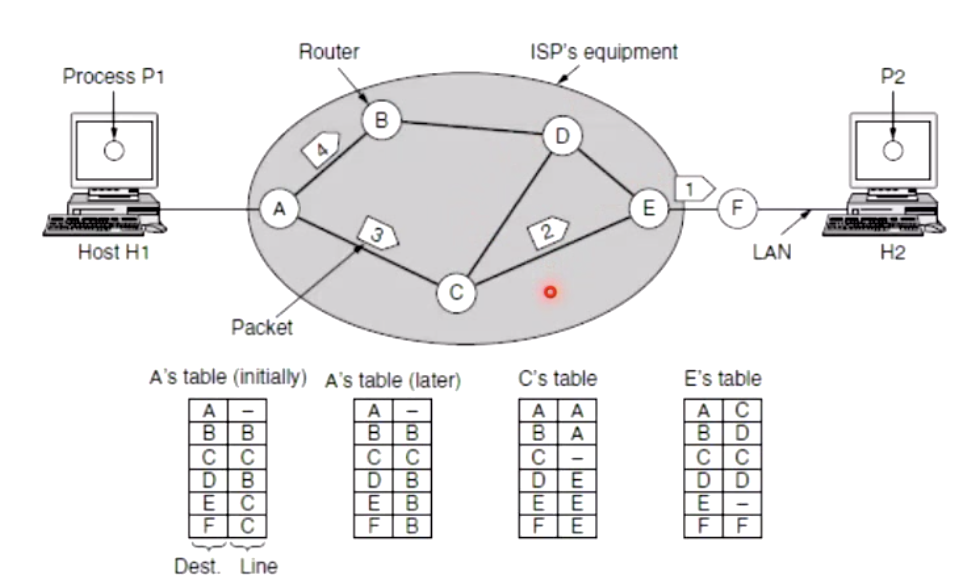 Router
ISP's equipment
Process P1
P2
B
D
4
1
A
E
F
3
2
Host H1
LAN
H2
C
Packet
A's table (initially)
A's table (later)
C's table
E's table
A –
B B
C C
D B
E C
F C
A –
B B
C C
D B
E B
F B
A A
B A
C –
D E
E E
F E
A C
B D
C C
D D
E –
F F
Dest. Line